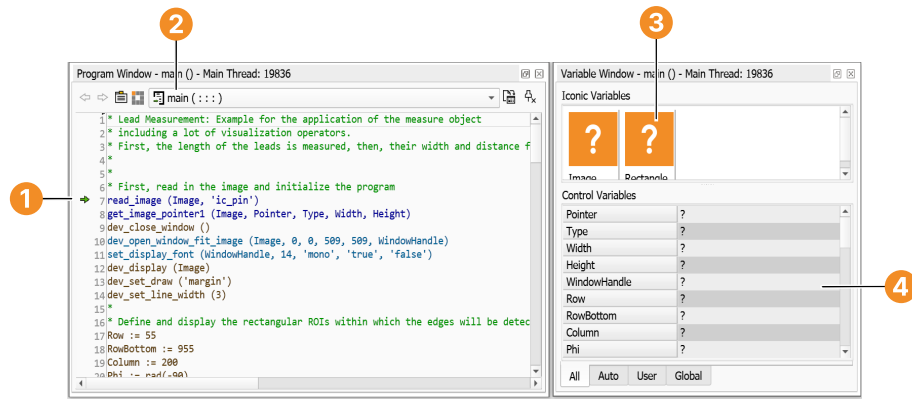 2
3
Program Window - main () - Main Thread: 19836
main ( : : : )
1 * Lead Measurement: Example for the application of the measure object
2 * including a lot of visualization operators.
3 * First, the length of the leads is measured, then, their width and distance f
4 *
5 *
6 * First, read in the image and initialize the program
1
7 read_image (Image, 'ic_pin')
8 get_image_pointer1 (Image, Pointer, Type, Width, Height)
9 dev_close_window ()
10 dev_open_window_fit_image (Image, 0, 0, 509, 509, WindowHandle)
11 set_display_font (WindowHandle, 14, 'mono', 'true', 'false')
12 dev_display (Image)
13 dev_set_draw ('margin')
14 dev_set_line_width (3)
15 *
16 * Define and display the rectangular ROIs within which the edges will be detec
17 Row := 55
18 RowBottom := 955
19 Column := 200
20 Phi := rad(-90)
Variable Window - main () - Main Thread: 19836
Iconic Variables
? ?
Image Rectangle
Control Variables
Pointer ?
Type ?
Width ?
Height ?
WindowHandle ?
4
Row ?
RowBottom ?
Column ?
Phi ?
All Auto User Global